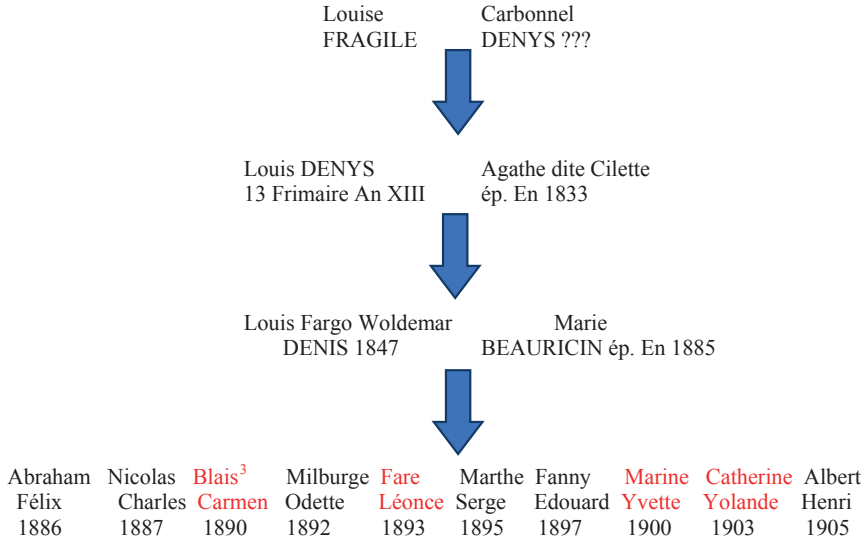 Louise Carbonnel
FRAGILE DENYS ???
Louis DENYS Agathe dite Cilette
13 Frimaire An XIII ép. En 1833
Louis Fargo Woldemar Marie
DENIS 1847 BEAURICIN ép. En 1885
Abraham Nicolas Blais³ Milburge Fare Marthe Fanny Marine Catherine Albert
Félix Charles Carmen Odette Léonce Serge Edouard Yvette Yolande Henri
1886 1887 1890 1892 1893 1895 1897 1900 1903 1905